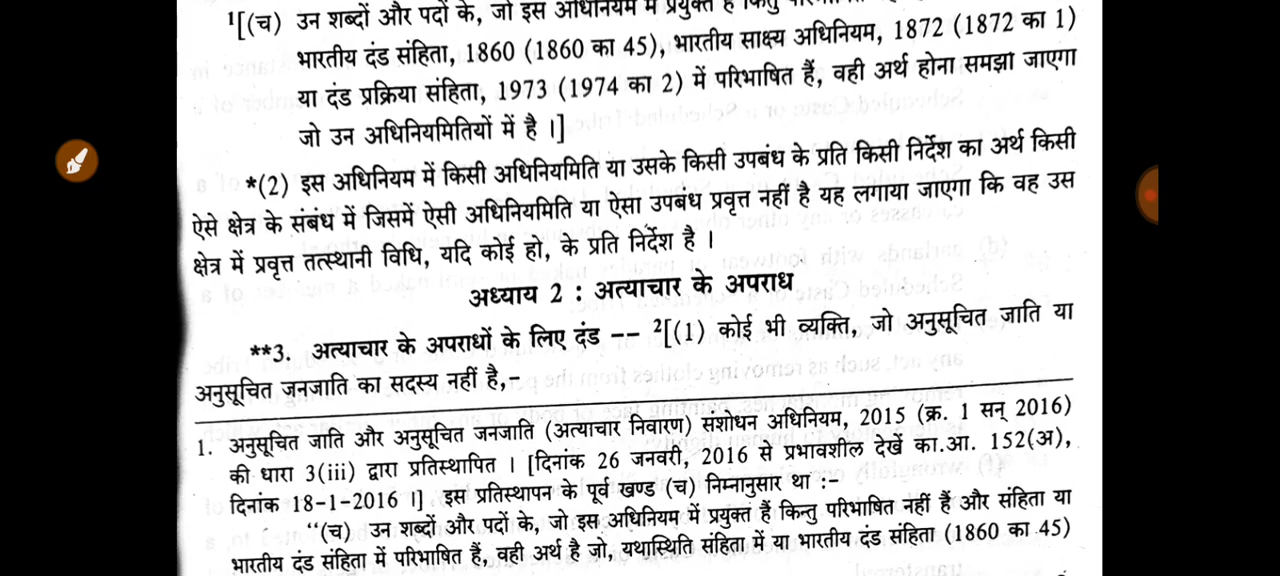 ¹[(च) उन शब्दों और पदों के, जो इस अधिनियम में प्रयुक्त हैं किन्तु
भारतीय दंड संहिता, 1860 (1860 का 45), भारतीय साक्ष्य अधिनियम, 1872 (1872 का 1)
या दंड प्रक्रिया संहिता, 1973 (1974 का 2) में परिभाषित हैं, वही अर्थ होना समझा जाएगा
जो उन अधिनियमितियों में है ।]
*(2) इस अधिनियम में किसी अधिनियमिति या उसके किसी उपबंध के प्रति किसी निर्देश का अर्थ किसी
ऐसे क्षेत्र के संबंध में जिसमें ऐसी अधिनियमिति या ऐसा उपबंध प्रवृत्त नहीं है यह लगाया जाएगा कि वह उस
क्षेत्र में प्रवृत्त तत्स्थानी विधि, यदि कोई हो, के प्रति निर्देश है ।
अध्याय 2 : अत्याचार के अपराध
**3. अत्याचार के अपराधों के लिए दंड -- ²[(1) कोई भी व्यक्ति, जो अनुसूचित जाति या
अनुसूचित जनजाति का सदस्य नहीं है,-
1. अनुसूचित जाति और अनुसूचित जनजाति (अत्याचार निवारण) संशोधन अधिनियम, 2015 (क्र. 1 सन् 2016)
की धारा 3(iii) द्वारा प्रतिस्थापित । [दिनांक 26 जनवरी, 2016 से प्रभावशील देखें का.आ. 152(अ),
दिनांक 18-1-2016 ।] इस प्रतिस्थापन के पूर्व खण्ड (च) निम्नानुसार था :-
"(च) उन शब्दों और पदों के, जो इस अधिनियम में प्रयुक्त हैं किन्तु परिभाषित नहीं हैं और संहिता या
भारतीय दंड संहिता में परिभाषित हैं, वही अर्थ है जो, यथास्थिति संहिता में या भारतीय दंड संहिता (1860 का 45)